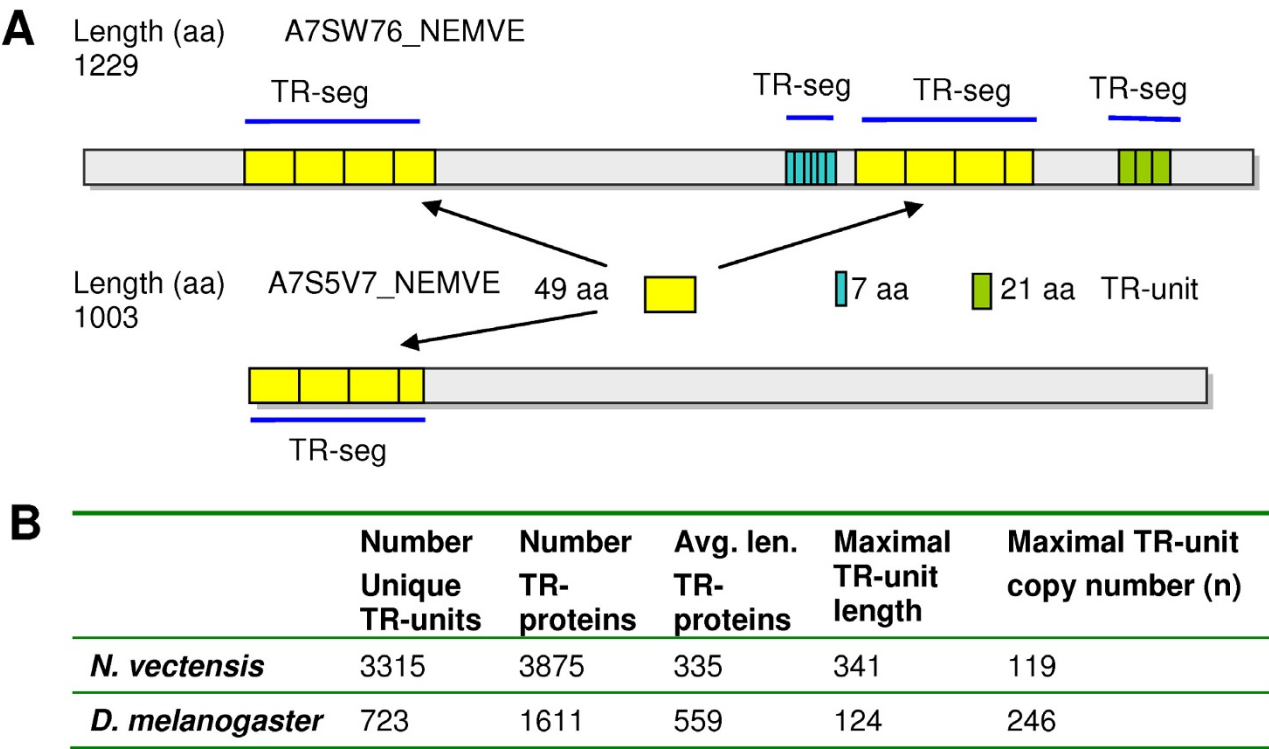 A
Length (aa) A7SW76_NEMVE
1229
TR-seg TR-seg TR-seg TR-seg
Length (aa) A7S5V7_NEMVE 49 aa 7 aa 21 aa TR-unit
1003
TR-seg
B
Number Number Avg. len. Maximal Maximal TR-unit
Unique TR- TR- TR-unit copy number (n)
TR-units proteins proteins length
N. vectensis 3315 3875 335 341 119
D. melanogaster 723 1611 559 124 246